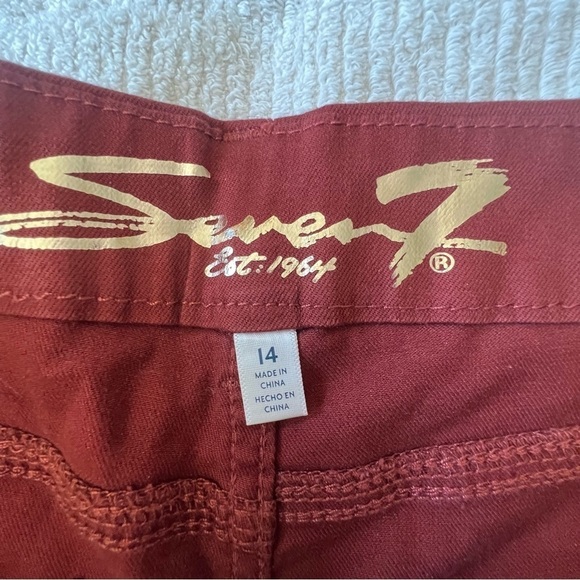 Seven7®
Est. 1964
14
MADE IN
CHINA
HECHO EN
CHINA